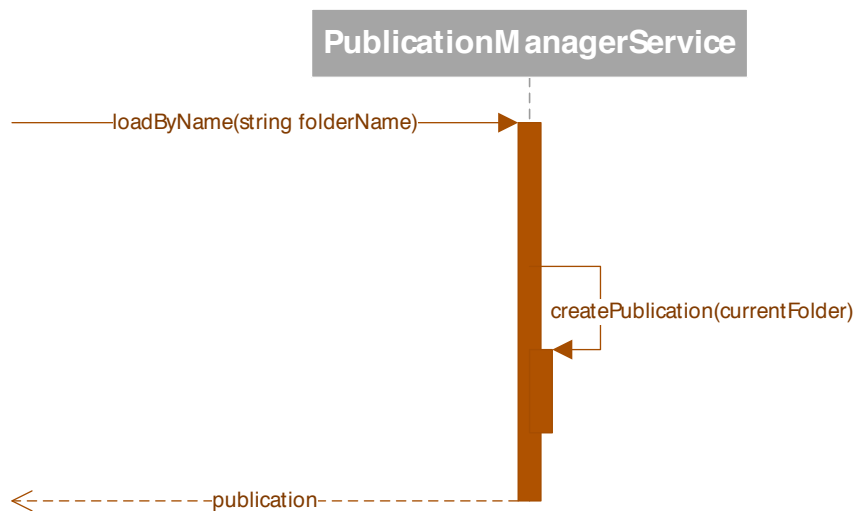 PublicationManagerService
loadByName(string folderName)
createPublication(currentFolder)
publication